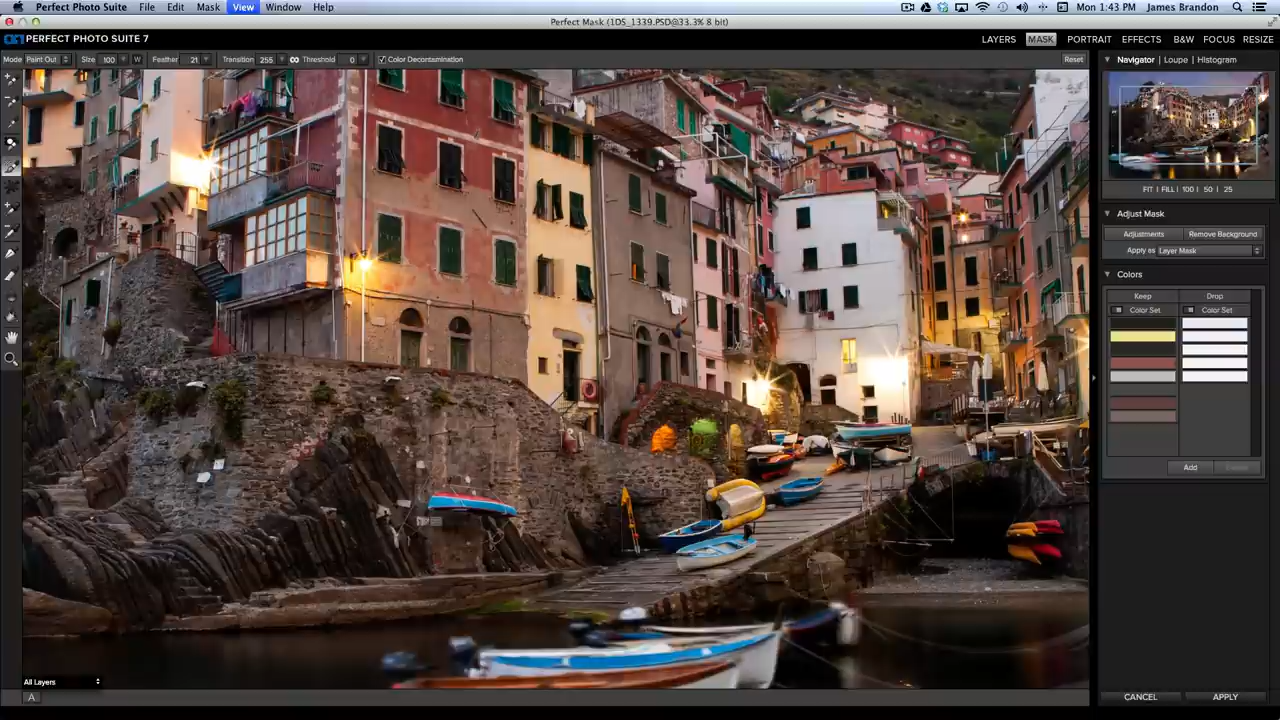 Perfect Photo Suite File Edit Mask View Window Help Mon 1:43 PM James Brandon
Perfect Mask (1DS_1339.PSD@33.3% 8 bit)
on PERFECT PHOTO SUITE 7 LAYERS MASK PORTRAIT EFFECTS B&W FOCUS RESIZE
Mode Paint Out Size 100 W Feather 21 Transition 255 Threshold 0 Color Decontamination Reset
Navigator | Loupe | Histogram
FIT | FILL | 100 | 50 | 25
Adjust Mask
Adjustments Remove Background
Apply as Layer Mask
Colors
Keep Drop
Color Set Color Set
Add
All Layers
A CANCEL APPLY